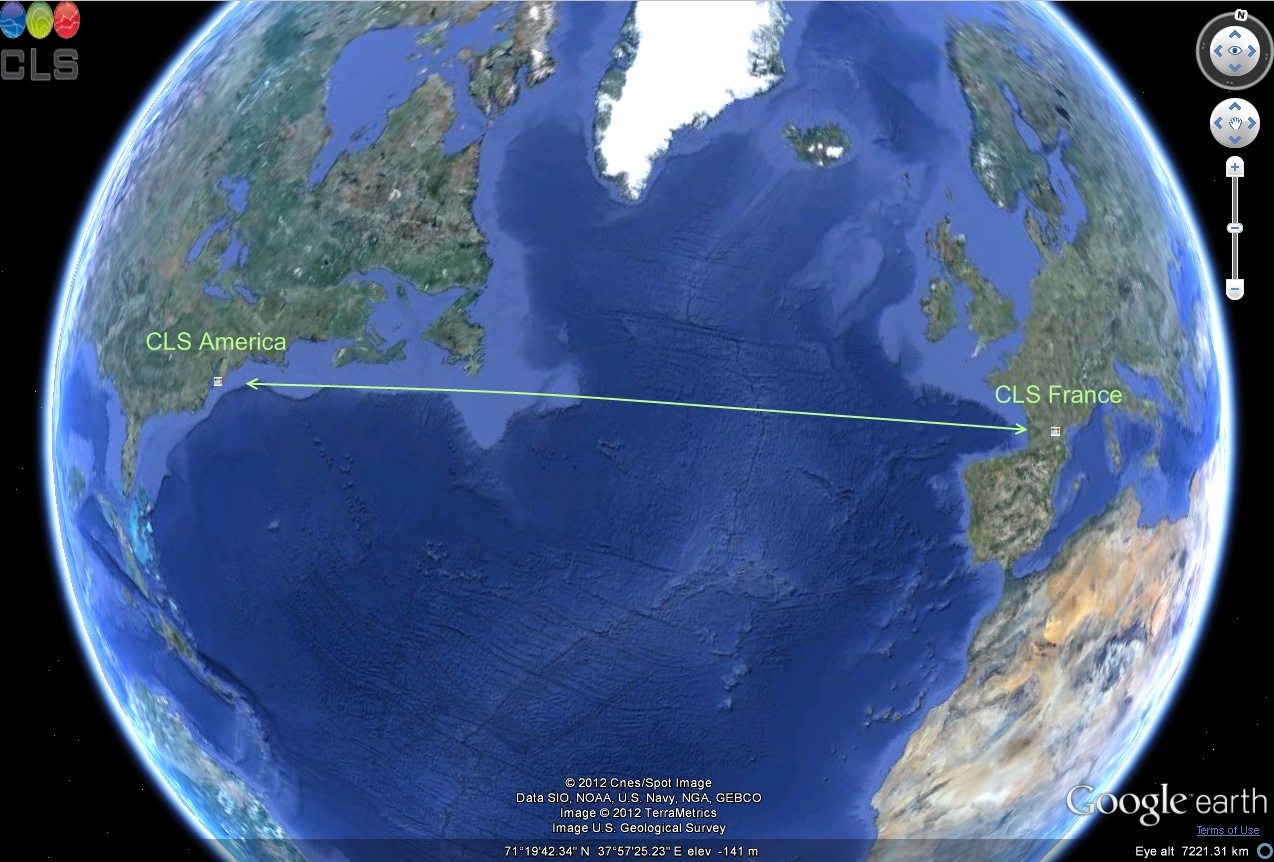 CLS
N
CLS America
CLS France
© 2012 Cnes/Spot Image
Data SIO, NOAA, U.S. Navy, NGA, GEBCO
Image © 2012 TerraMetrics
Image U.S. Geological Survey
Google earth
Terms of Use
71°19'42.34" N 37°57'25.23" E elev -141 m
Eye alt 7221.31 km